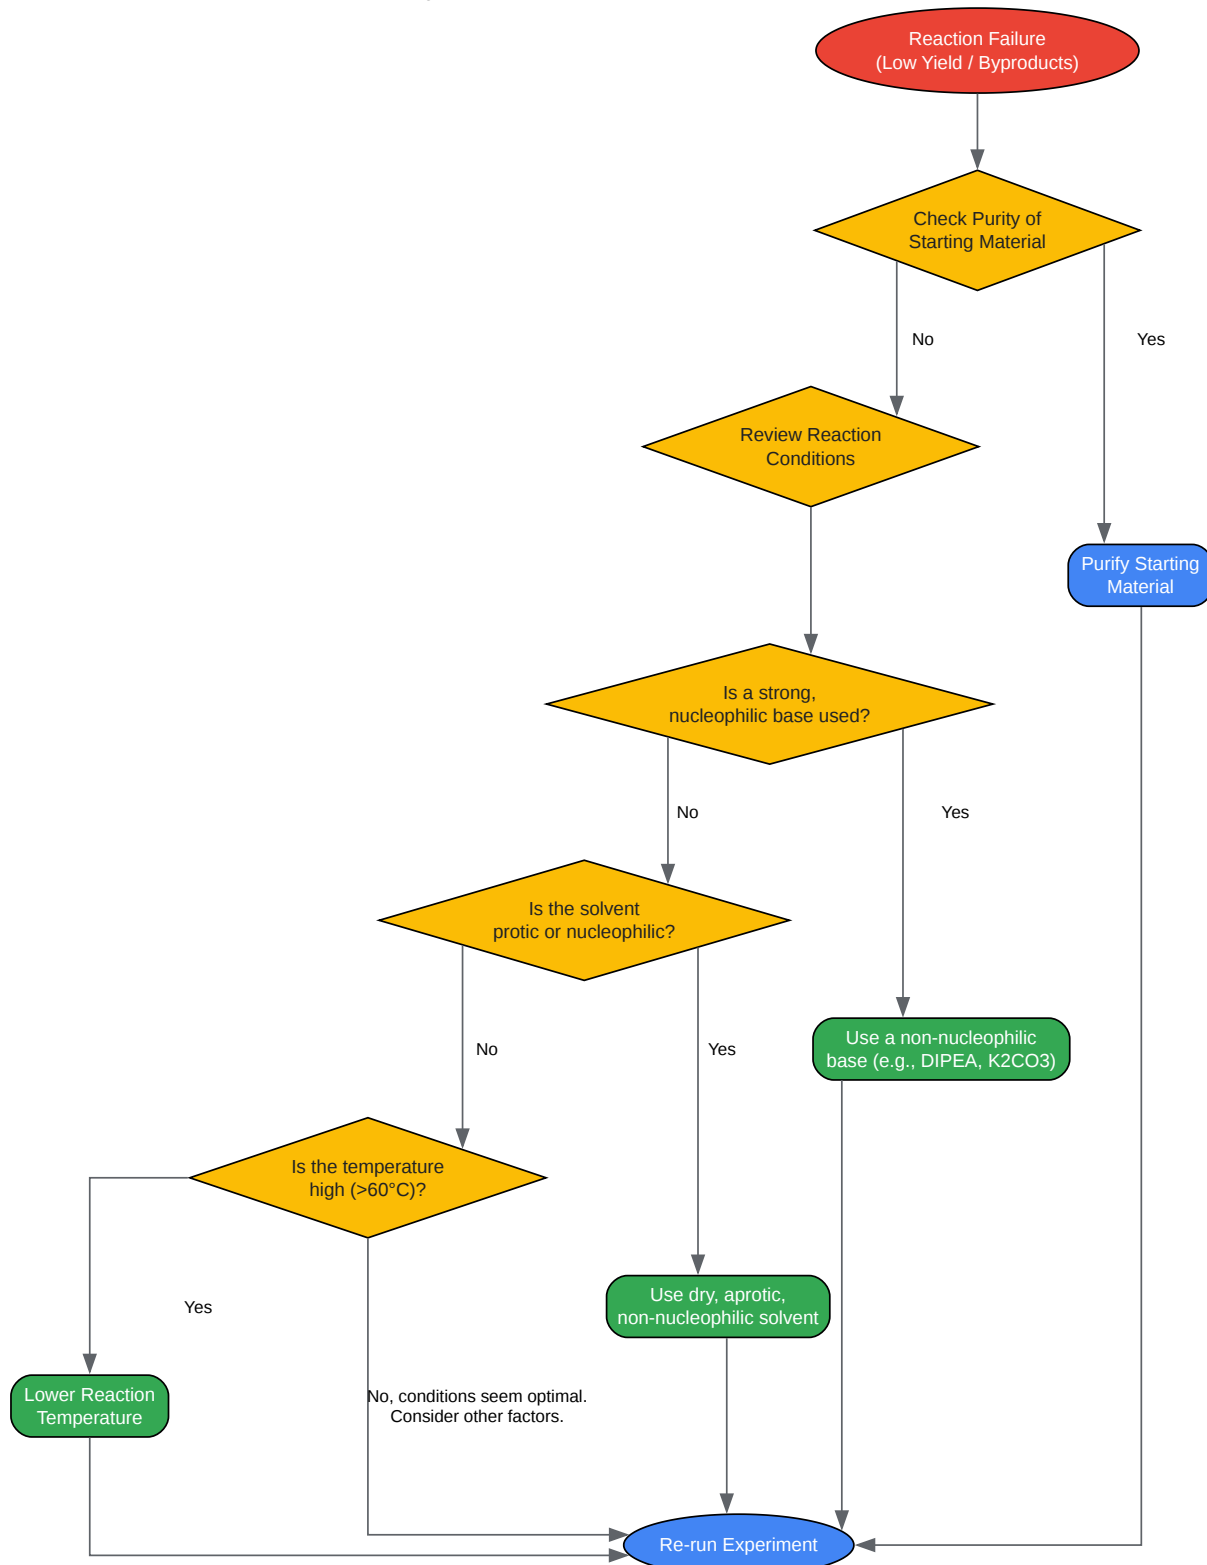 Reaction Failure
(Low Yield / Byproducts)
Check Purity of
Starting Material
No
Yes
Review Reaction
Conditions
Purify Starting
Material
Is a strong,
nucleophilic base used?
No
Yes
Is the solvent
protic or nucleophilic?
No
Yes
Use a non-nucleophilic
base (e.g., DIPEA, K2CO3)
Is the temperature
high (>60°C)?
Use dry, aprotic,
non-nucleophilic solvent
Yes
Lower Reaction
Temperature
No, conditions seem optimal.
Consider other factors.
Re-run Experiment